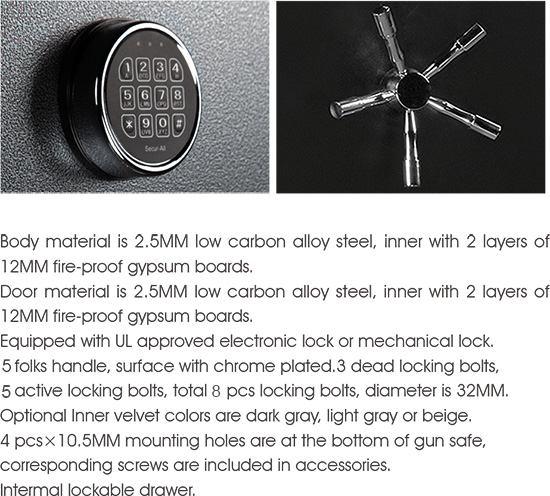 1 2 3 4
5 6 7 8
* 9 0 #
Secur-All
Body material is 2.5MM low carbon alloy steel, inner with 2 layers of
12MM fire-proof gypsum boards.
Door material is 2.5MM low carbon alloy steel, inner with 2 layers of
12MM fire-proof gypsum boards.
Equipped with UL approved electronic lock or mechanical lock.
5 folks handle, surface with chrome plated.3 dead locking bolts,
5 active locking bolts, total 8 pcs locking bolts, diameter is 32MM.
Optional Inner velvet colors are dark gray, light gray or beige.
4 pcs×10.5MM mounting holes are at the bottom of gun safe,
corresponding screws are included in accessories.
Intermal lockable drawer.